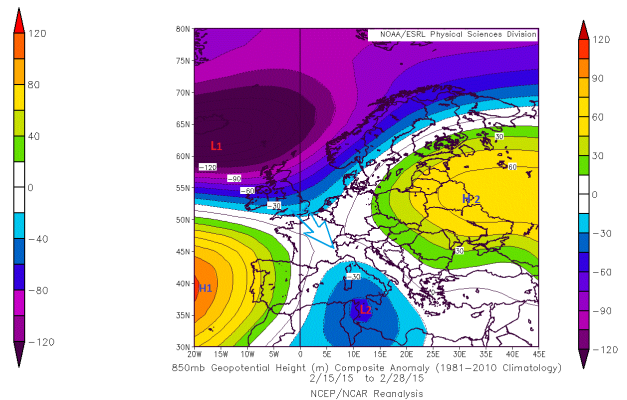 NOAA/ESRL Physical Sciences Division
120
80
40
0
−40
−80
−120
80N
75N
70N
65N
60N
55N
50N
45N
40N
35N
30N
20W 15W 10W 5W 0 5E 10E 15E 20E 25E 30E 35E 40E 45E
L1
−120
−90
−60
−30
30
60
HP2
30
−30
H1
L2
120
90
60
30
0
−30
−60
−90
−120
850mb Geopotential Height (m) Composite Anomaly (1981−2010 Climatology)
2/15/15 to 2/28/15
NCEP/NCAR Reanalysis